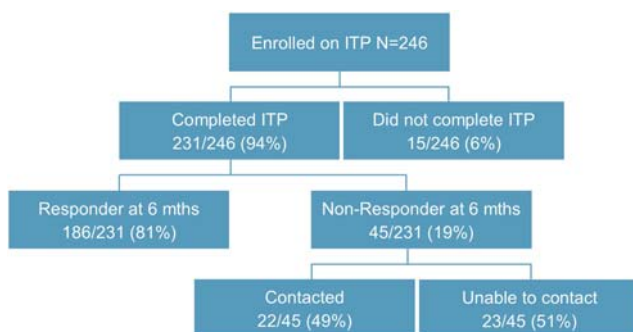 Enrolled on ITP N=246
Completed ITP
231/246 (94%)
Did not complete ITP
15/246 (6%)
Responder at 6 mths
186/231 (81%)
Non-Responder at 6 mths
45/231 (19%)
Contacted
22/45 (49%)
Unable to contact
23/45 (51%)